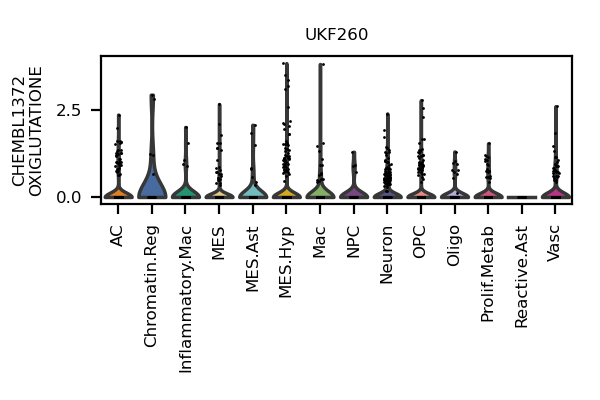 UKF260
CHEMBL1372
OXIGLUTATIONE
2.5
0.0
AC
Chromatin.Reg
Inflammatory.Mac
MES
MES.Ast
MES.Hyp
Mac
NPC
Neuron
OPC
Oligo
Prolif.Metab
Reactive.Ast
Vasc